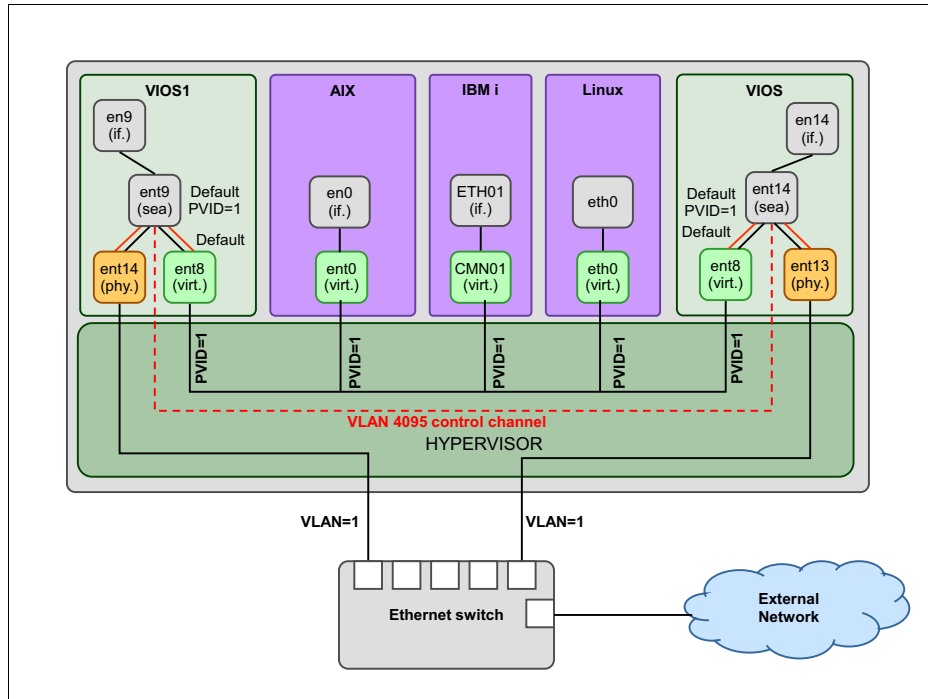 VIOS1
AIX
IBM i
Linux
VIOS
en9
(if.)
en14
(if.)
ent9
(sea)
Default
PVID=1
Default
en0
(if.)
ETH01
(if.)
eth0
Default
PVID=1
Default
ent14
(sea)
ent14
(phy.)
ent8
(virt.)
ent0
(virt.)
CMN01
(virt.)
eth0
(virt.)
ent8
(virt.)
ent13
(phy.)
PVID=1
PVID=1
PVID=1
PVID=1
PVID=1
VLAN 4095 control channel
HYPERVISOR
VLAN=1
VLAN=1
Ethernet switch
External
Network